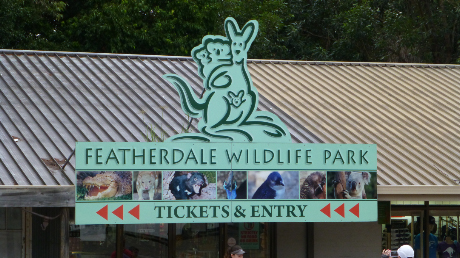 FEATHERDALE WILDLIFE PARK
TICKETS & ENTRY